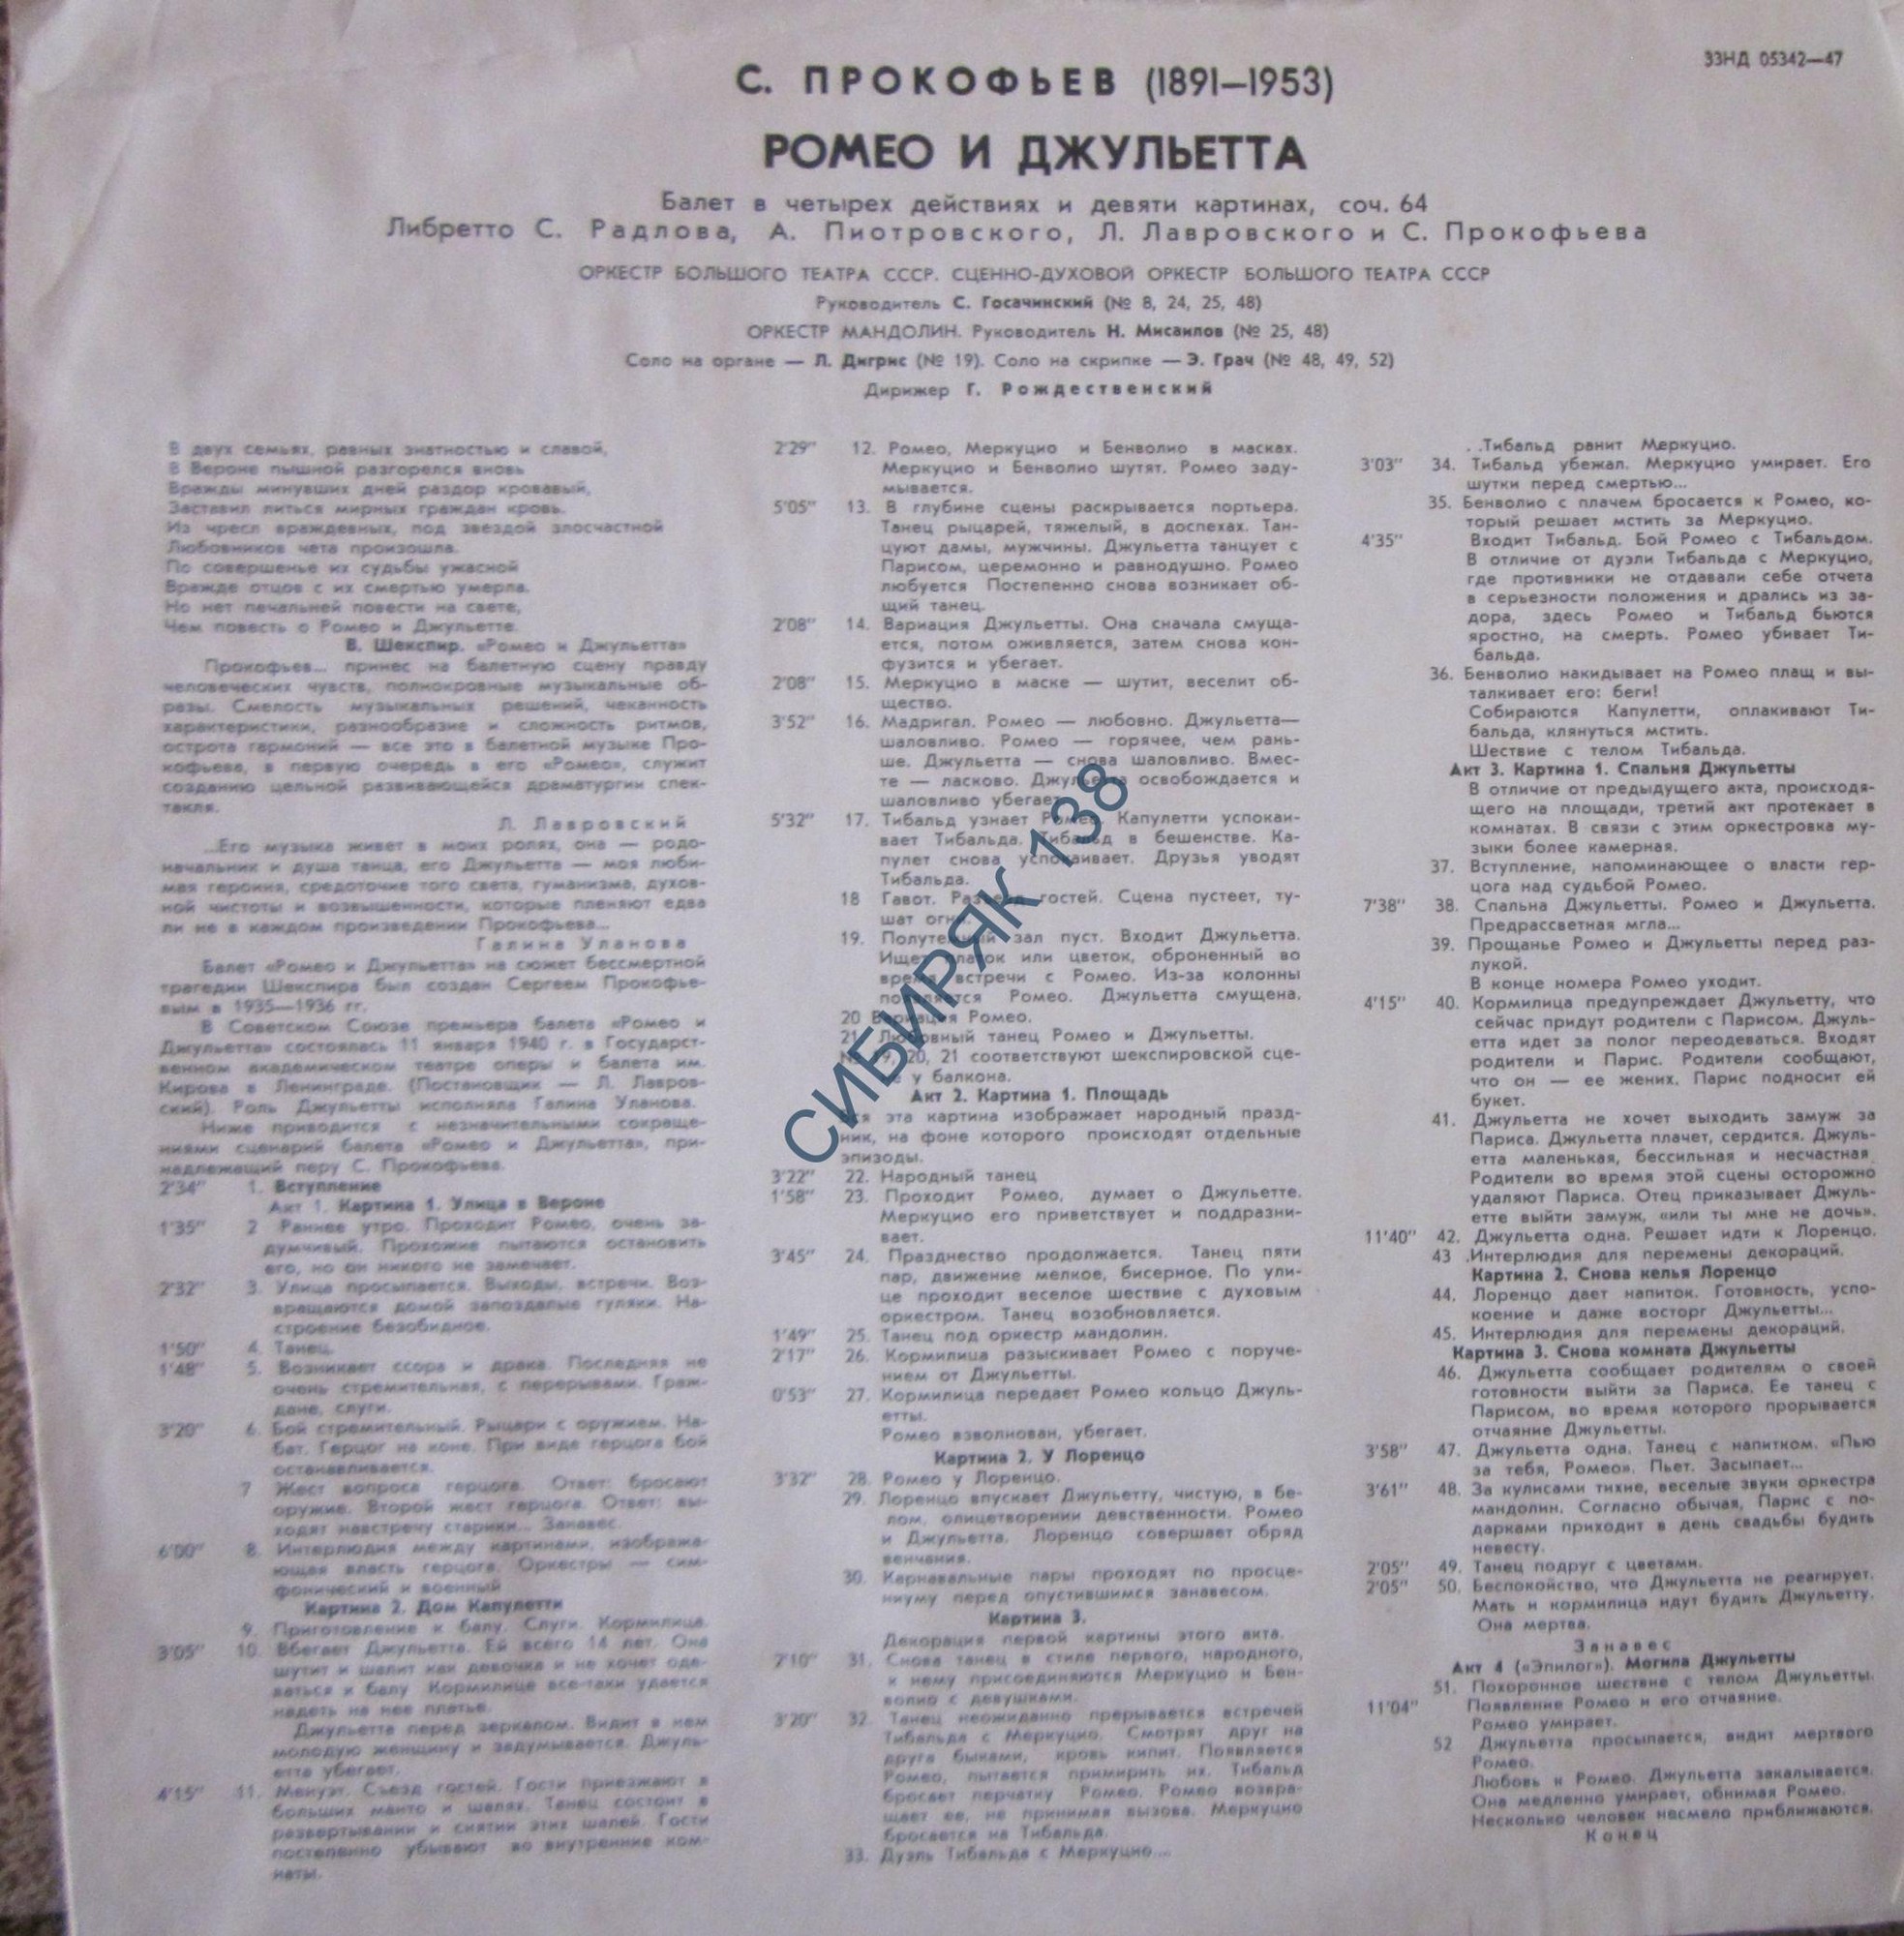 33НД 05342—47
С. ПРОКОФЬЕВ (1891—1953)
РОМЕО И ДЖУЛЬЕТТА
Балет в четырех действиях и девяти картинах, соч. 64
Либретто С. Радлова, А. Пиотровского, Л. Лавровского и С. Прокофьева
ОРКЕСТР БОЛЬШОГО ТЕАТРА СССР. СЦЕННО-ДУХОВОЙ ОРКЕСТР БОЛЬШОГО ТЕАТРА СССР
Руководитель С. Госачинский (№ 8, 24, 25, 48)
ОРКЕСТР МАНДОЛИН. Руководитель Н. Мисаилов (№ 25, 48)
Соло на органе — Л. Дигрис (№ 19). Соло на скрипке — Э. Грач (№ 48, 49, 52)
Дирижер Г. Рождественский
В двух семьях, равных знатностью и славой,
В Вероне пышной разгорелся вновь
Вражды минувших дней раздор кровавый,
Заставил литься мирных граждан кровь.
Из чресл враждевных, под звездой злосчастной
Любовников чета произошла.
По совершенье их судьбы ужасной
Вражде отцов с их смертью умерла.
Но нет печальней повести на свете,
Чем повесть о Ромео и Джульетте.
В. Шекспир. «Ромео и Джульетта»
Прокофьев... принес на балетную сцену правду
человеческих чувств, полнокровные музыкальные об-
разы. Смелость музыкальных решений, чеканность
характеристики, разнообразие и сложность ритмов,
острота гармоний — все это в балетной музыке Про-
кофьева, в первую очередь в его «Ромео», служит
созданию цельной развивающейся драматургии спек-
такля.
Л. Лавровский
...Его музыка живет в моих ролях, она — родо-
начальник и душа танца, его Джульетта — моя люби-
мая героиня, средоточие того света, гуманизма, духов-
ной чистоты и возвышенности, которые пленяют едва
ли не в каждом произведении Прокофьева...
Галина Уланова
Балет «Ромео и Джульетта» на сюжет бессмертной
трагедии Шекспира был создан Сергеем Прокофье-
вым в 1935—1936 гг.
В Советском Союзе премьера балета «Ромео и
Джульетта» состоялась 11 января 1940 г. в Государст-
венном академическом театре оперы и балета им.
Кирова в Ленинграде. (Постановщик — Л. Лавров-
ский). Роль Джульетты исполняла Галина Уланова.
Ниже приводится с незначительными сокраще-
ниями сценарий балета «Ромео и Джульетта», при-
надлежащий перу С. Прокофьева.
2'34" 1. Вступление
Акт 1. Картина 1. Улица в Вероне
1'35" 2 Раннее утро. Проходит Ромео, очень за-
думчивый. Прохожие пытаются остановить
его, но он никого не замечает.
2'32" 3. Улица просыпается. Выходы, встречи. Воз-
вращаются домой запоздалые гуляки. На-
строение безобидное.
1'50" 4. Танец.
1'48" 5. Возникает ссора и драка. Последняя не
очень стремительная, с перерывами. Граж-
дане, слуги.
3'20" 6. Бой стремительный. Рыцари с оружием. На-
бат. Герцог на коне. При виде герцога бой
останавливается.
7 Жест вопроса герцога. Ответ: бросают
оружие. Второй жест герцога. Ответ: вы-
ходят навстречу старики... Занавес.
6'00" 8. Интерлюдия между картинами, изобража-
ющая власть герцога. Оркестры — сим-
фонический и военный
Картина 2. Дом Капулетти
9. Приготовление к балу. Слуги. Кормилица.
3'05" 10. Вбегает Джульетта. Ей всего 14 лет. Она
шутит и шалит как девочка и не хочет оде-
ваться к балу Кормилице все-таки удается
надеть на нее платье.
Джульетта перед зеркалом. Видит в нем
молодую женщину и задумывается. Джуль-
етта убегает.
4'15" 11. Менуэт. Съезд гостей. Гости приезжают в
больших манто и шалях. Танец состоит в
развертывании и снятии этих шалей. Гости
постепенно убывают во внутренние ком-
наты.
2'29" 12. Ромео, Меркуцио и Бенволио в масках.
Меркуцио и Бенволио шутят. Ромео заду-
мывается.
5'05" 13. В глубине сцены раскрывается портьера.
Танец рыцарей, тяжелый, в доспехах. Тан-
цуют дамы, мужчины. Джульетта танцует с
Парисом, церемонно и равнодушно. Ромео
любуется Постепенно снова возникает об-
щий танец.
2'08" 14. Вариация Джульетты. Она сначала смуща-
ется, потом оживляется, затем снова кон-
фузится и убегает.
2'08" 15. Меркуцио в маске — шутит, веселит об-
щество.
3'52" 16. Мадригал. Ромео — любовно. Джульетта—
шаловливо. Ромео — горячее, чем рань-
ше. Джульетта — снова шаловливо. Вмес-
те — ласково. Джульетта освобождается и
шаловливо убегает.
5'32" 17. Тибальд узнает Ромео. Капулетти успокаи-
вает Тибальда. Тибальд в бешенстве. Ка-
пулет снова успокаивает. Друзья уводят
Тибальда.
18 Гавот. Разъезд гостей. Сцена пустеет, ту-
шат огни.
19. Полутемный зал пуст. Входит Джульетта.
Ищет платок или цветок, оброненный во
время встречи с Ромео. Из-за колонны
появляется Ромео. Джульетта смущена.
20 Вариация Ромео.
21 Любовный танец Ромео и Джульетты.
№ 19, 20, 21 соответствуют шекспировской сце-
не у балкона.
Акт 2. Картина 1. Площадь
Вся эта картина изображает народный празд-
ник, на фоне которого происходят отдельные
эпизоды.
3'22" 22. Народный танец
1'58" 23. Проходит Ромео, думает о Джульетте.
Меркуцио его приветствует и поддразни-
вает.
3'45" 24. Празднество продолжается. Танец пяти
пар, движение мелкое, бисерное. По ули-
це проходит веселое шествие с духовым
оркестром. Танец возобновляется.
1'49" 25. Танец под оркестр мандолин.
2'17" 26. Кормилица разыскивает Ромео с поруче-
нием от Джульетты.
0'53" 27. Кормилица передает Ромео кольцо Джуль-
етты.
Ромео взволнован, убегает.
Картина 2. У Лоренцо
3'32" 28. Ромео у Лоренцо.
29. Лоренцо впускает Джульетту, чистую, в бе-
лом, олицетворении девственности. Ромео
и Джульетта. Лоренцо совершает обряд
венчания.
30. Карнавальные пары проходят по просце-
ниуму перед опустившимся занавесом.
Картина 3.
Декорация первой картины этого акта.
2'10" 31. Снова танец в стиле первого, народного,
к нему присоединяются Меркуцио и Бен-
волио с девушками.
3'20" 32. Танец неожиданно прерывается встречей
Тибальда с Меркуцио. Смотрят друг на
друга быками, кровь кипит. Появляется
Ромео, пытается примирить их. Тибальд
бросает перчатку Ромео. Ромео возвра-
щает ее, не принимая вызова. Меркуцио
бросается на Тибальда.
33. Дуэль Тибальда с Меркуцио...
..Тибальд ранит Меркуцио.
3'03" 34. Тибальд убежал. Меркуцио умирает. Его
шутки перед смертью...
35. Бенволио с плачем бросается к Ромео, ко-
торый решает мстить за Меркуцио.
4'35" Входит Тибальд. Бой Ромео с Тибальдом.
В отличие от дуэли Тибальда с Меркуцио,
где противники не отдавали себе отчета
в серьезности положения и дрались из за-
дора, здесь Ромео и Тибальд бьются
яростно, на смерть. Ромео убивает Ти-
бальда.
36. Бенволио накидывает на Ромео плащ и вы-
талкивает его: беги!
Собираются Капулетти, оплакивают Ти-
бальда, клянуться мстить.
Шествие с телом Тибальда.
Акт 3. Картина 1. Спальня Джульетты
В отличие от предыдущего акта, происходя-
щего на площади, третий акт протекает в
комнатах. В связи с этим оркестровка му-
зыки более камерная.
37. Вступление, напоминающее о власти гер-
цога над судьбой Ромео.
7'38" 38. Спальна Джульетты. Ромео и Джульетта.
Предрассветная мгла...
39. Прощанье Ромео и Джульетты перед раз-
лукой.
В конце номера Ромео уходит.
4'15" 40. Кормилица предупреждает Джульетту, что
сейчас придут родители с Парисом. Джуль-
етта идет за полог переодеваться. Входят
родители и Парис. Родители сообщают,
что он — ее жених. Парис подносит ей
букет.
41. Джульетта не хочет выходить замуж за
Париса. Джульетта плачет, сердится. Джуль-
етта маленькая, бессильная и несчастная
Родители во время этой сцены осторожно
удаляют Париса. Отец приказывает Джуль-
етте выйти замуж, «или ты мне не дочь».
11'40" 42. Джульетта одна. Решает идти к Лоренцо.
43 .Интерлюдия для перемены декораций.
Картина 2. Снова келья Лоренцо
44. Лоренцо дает напиток. Готовность, успо-
коение и даже восторг Джульетты...
45. Интерлюдия для перемены декораций.
Картина 3. Снова комната Джульетты
46. Джульетта сообщает родителям о своей
готовности выйти за Париса. Ее танец с
Парисом, во время которого прорывается
отчаяние Джульетты.
3'58" 47. Джульетта одна. Танец с напитком. «Пью
за тебя, Ромео». Пьет. Засыпает...
3'61" 48. За кулисами тихие, веселые звуки оркестра
мандолин. Согласно обычая, Парис с по-
дарками приходит в день свадьбы будить
невесту.
2'05" 49. Танец подруг с цветами.
2'05" 50. Беспокойство, что Джульетта не реагирует.
Мать и кормилица идут будить Джульетту.
Она мертва.
Занавес
Акт 4 («Эпилог»). Могила Джульетты
51. Похоронное шествие с телом Джульетты.
11'04" Появление Ромео и его отчаяние.
Ромео умирает.
52 Джульетта просыпается, видит мертвого
Ромео.
Любовь к Ромео. Джульетта закалывается.
Она медленно умирает, обнимая Ромео.
Несколько человек несмело приближаются.
Конец
СИБИРЯК 138